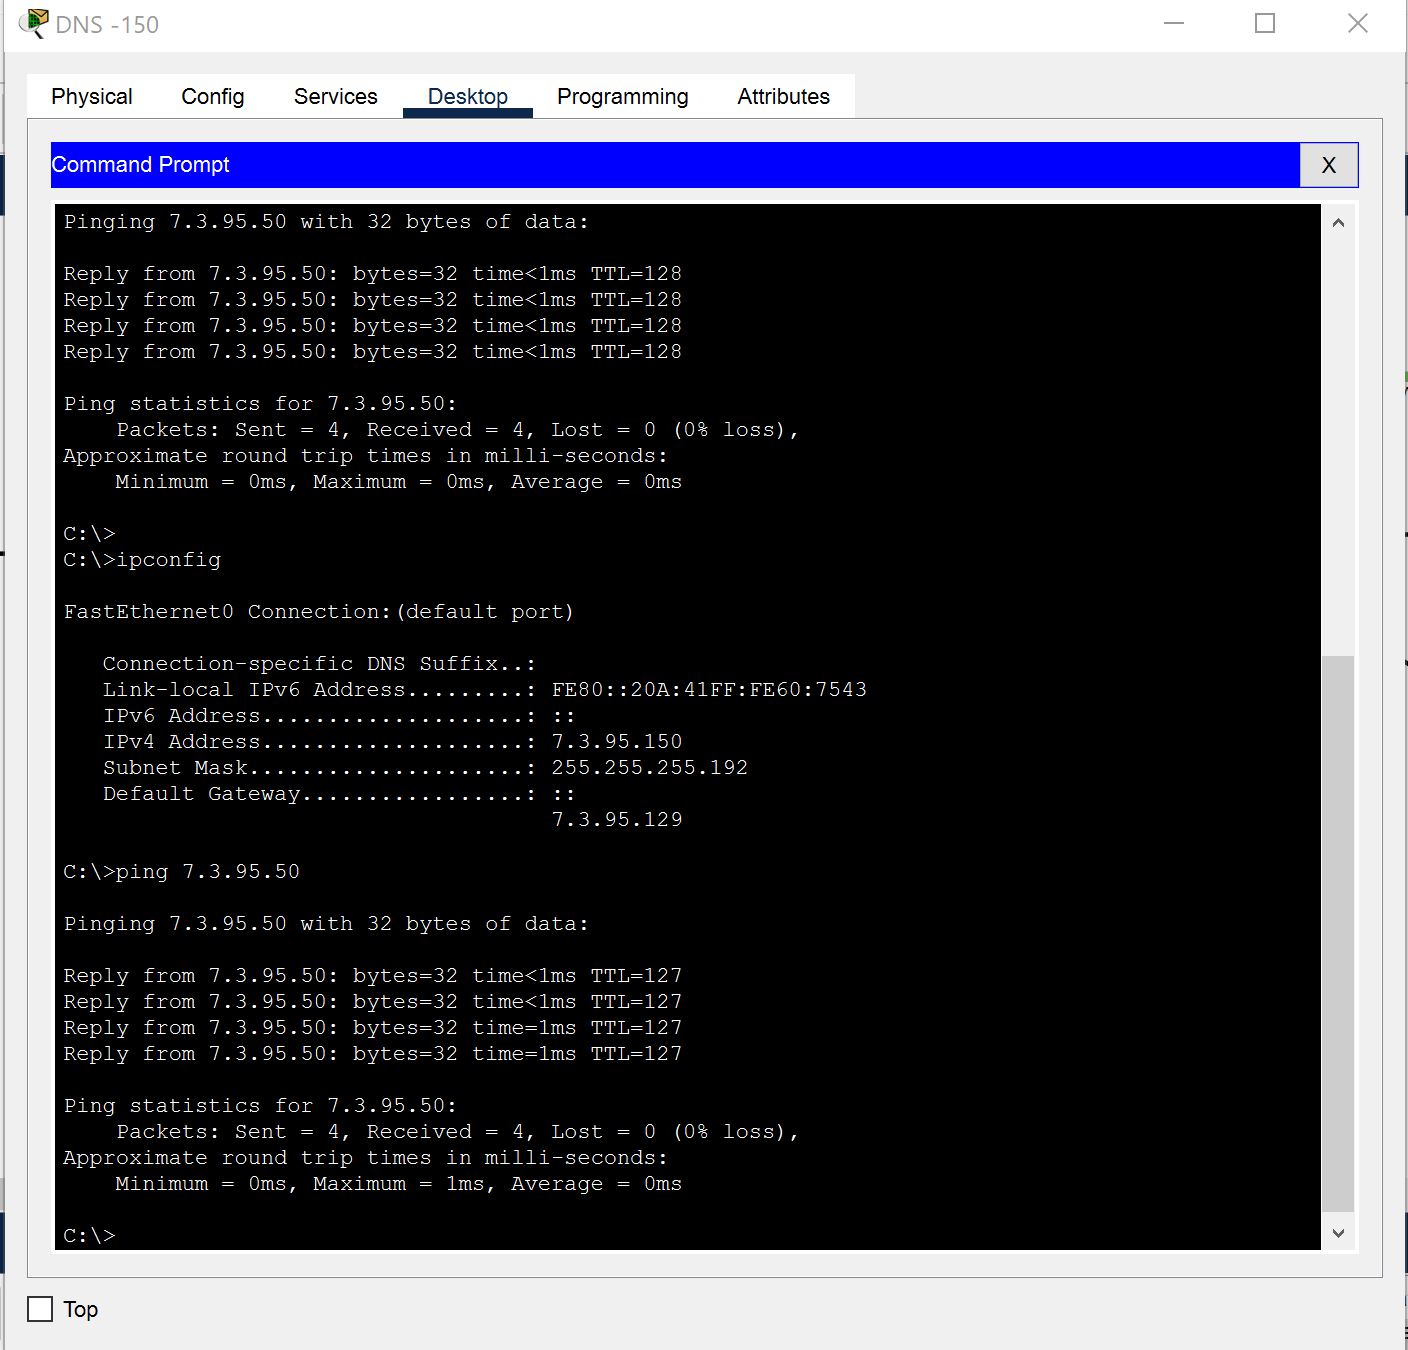 DNS -150
Physical Config Services Desktop Programming Attributes
Command Prompt X
Pinging 7.3.95.50 with 32 bytes of data:
Reply from 7.3.95.50: bytes=32 time<1ms TTL=128
Reply from 7.3.95.50: bytes=32 time<1ms TTL=128
Reply from 7.3.95.50: bytes=32 time<1ms TTL=128
Reply from 7.3.95.50: bytes=32 time<1ms TTL=128
Ping statistics for 7.3.95.50:
    Packets: Sent = 4, Received = 4, Lost = 0 (0% loss),
Approximate round trip times in milli-seconds:
    Minimum = 0ms, Maximum = 0ms, Average = 0ms
C:\>
C:\>ipconfig
FastEthernet0 Connection:(default port)
   Connection-specific DNS Suffix..:
   Link-local IPv6 Address.........: FE80::20A:41FF:FE60:7543
   IPv6 Address....................: ::
   IPv4 Address....................: 7.3.95.150
   Subnet Mask.....................: 255.255.255.192
   Default Gateway.................: ::
                                     7.3.95.129
C:\>ping 7.3.95.50
Pinging 7.3.95.50 with 32 bytes of data:
Reply from 7.3.95.50: bytes=32 time<1ms TTL=127
Reply from 7.3.95.50: bytes=32 time<1ms TTL=127
Reply from 7.3.95.50: bytes=32 time=1ms TTL=127
Reply from 7.3.95.50: bytes=32 time=1ms TTL=127
Ping statistics for 7.3.95.50:
    Packets: Sent = 4, Received = 4, Lost = 0 (0% loss),
Approximate round trip times in milli-seconds:
    Minimum = 0ms, Maximum = 1ms, Average = 0ms
C:\>
Top